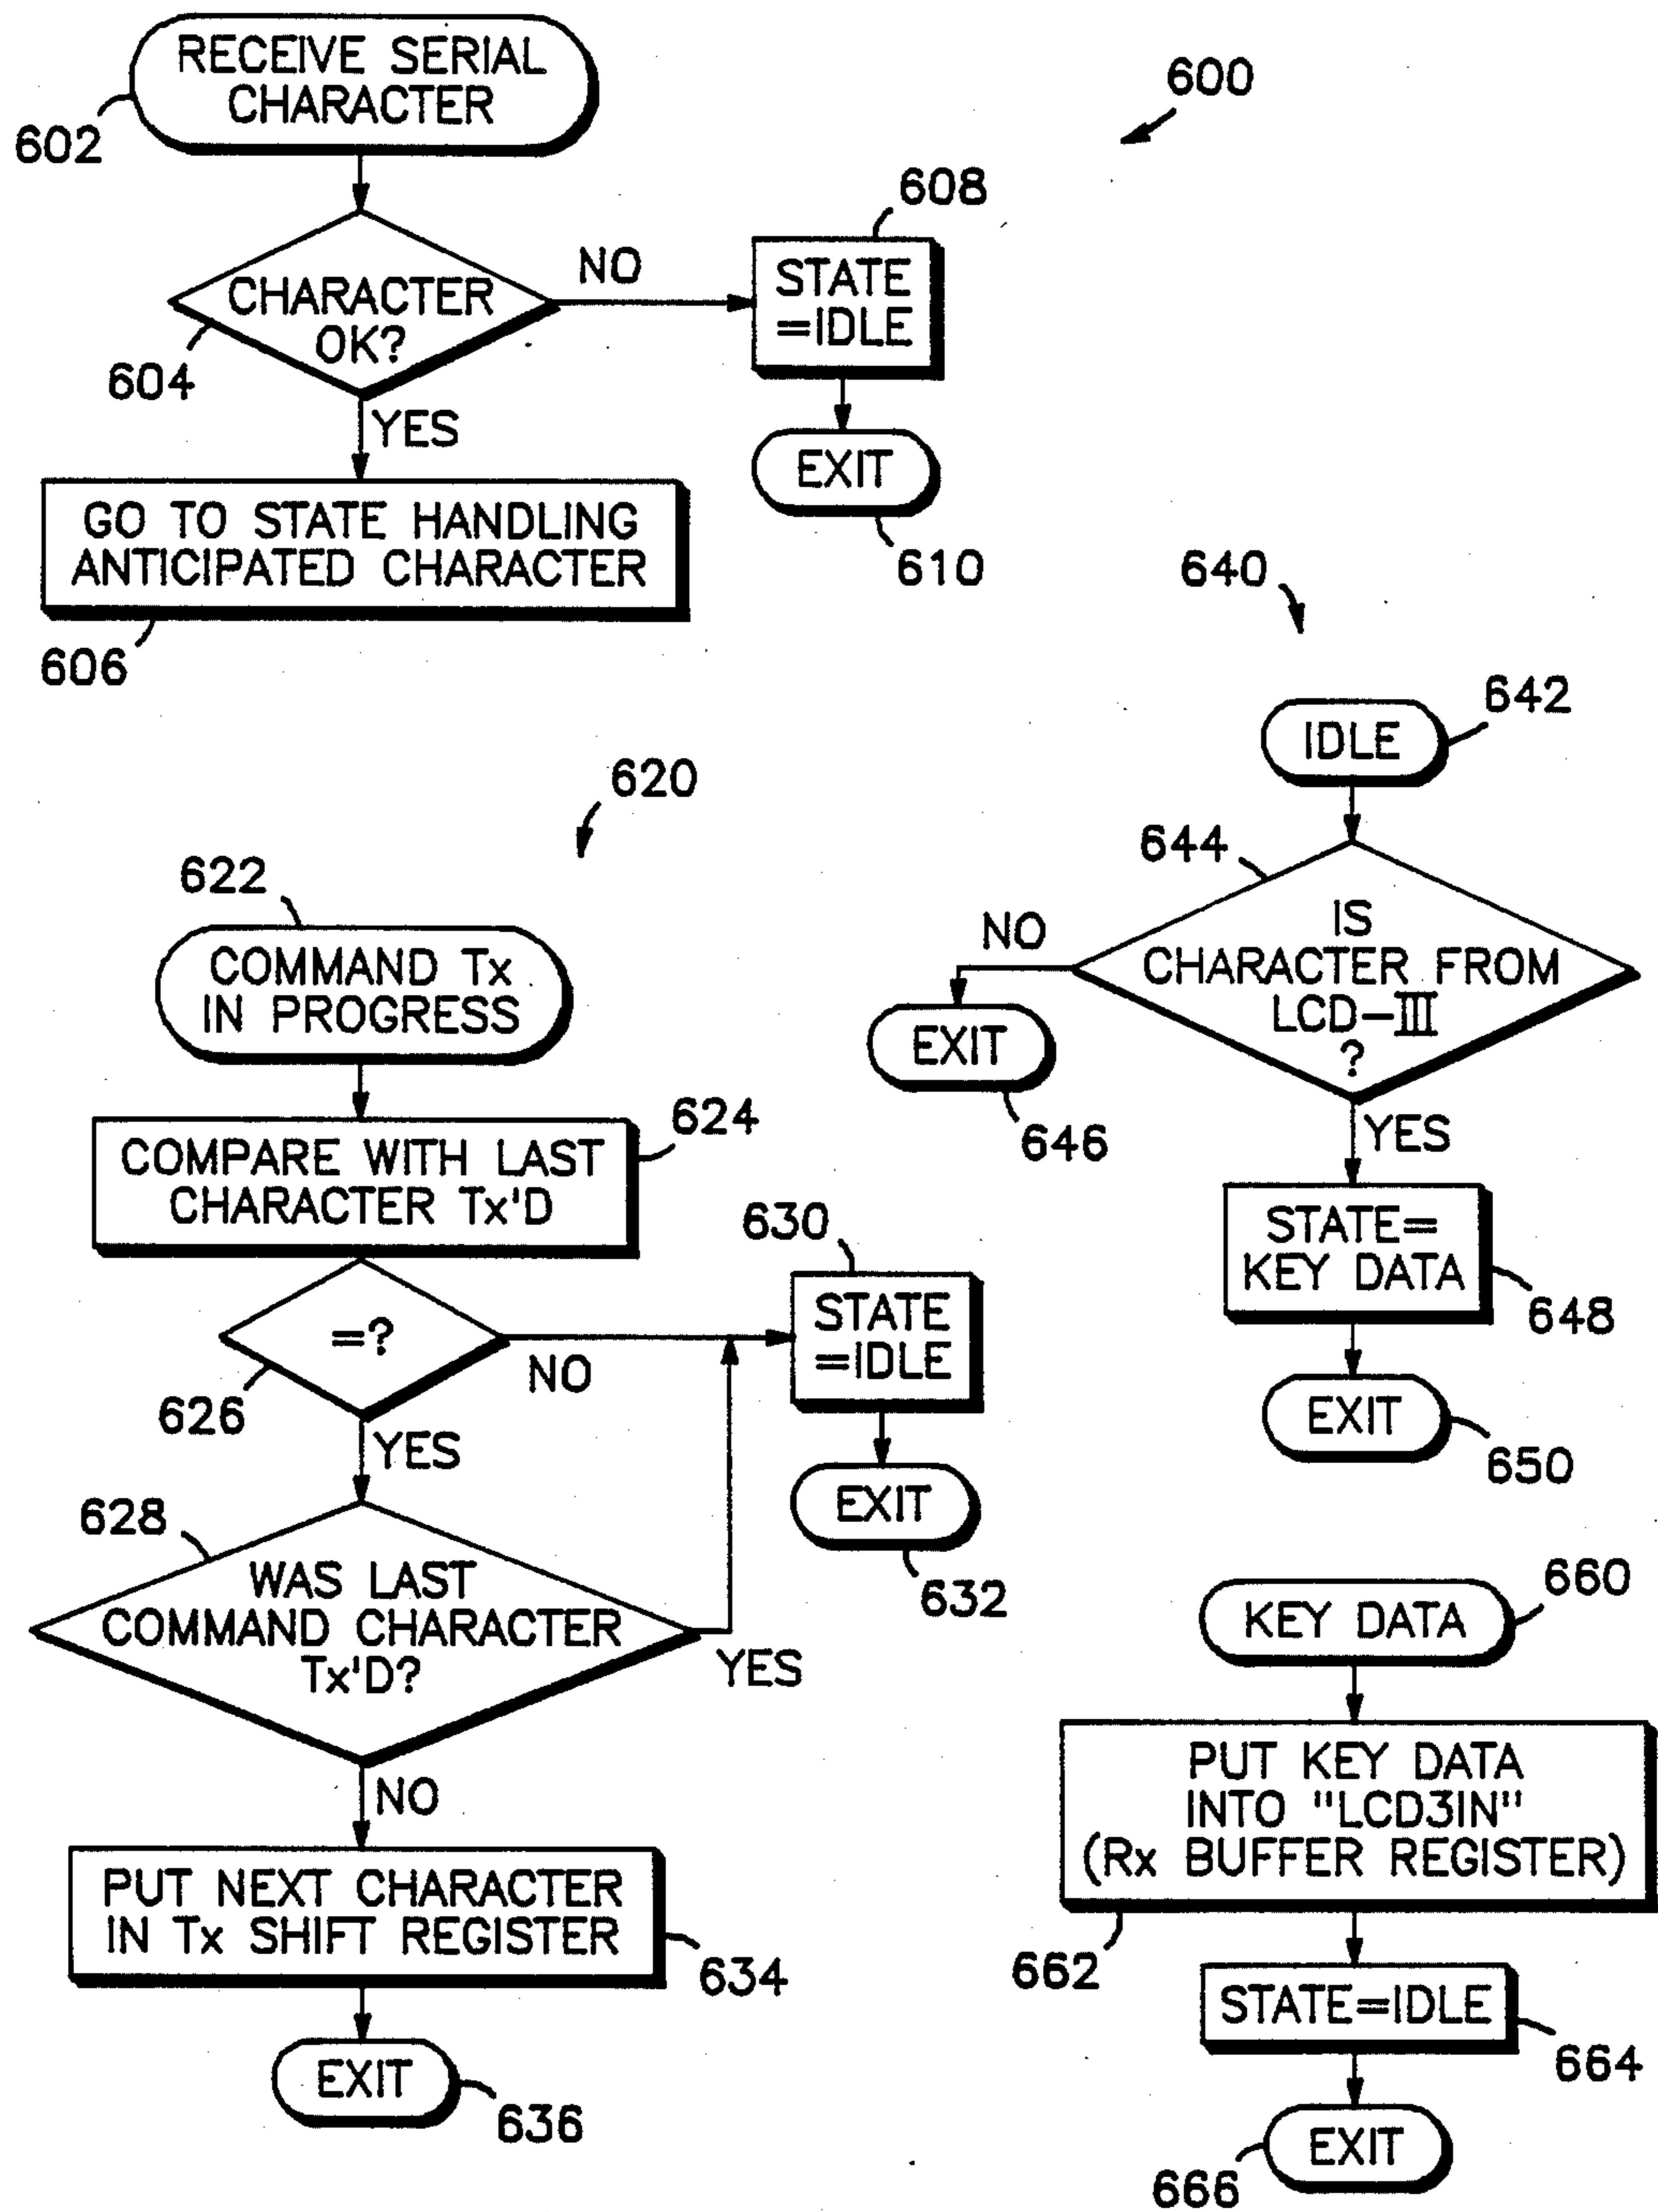 RECEIVE SERIAL
CHARACTER
602
600
CHARACTER
OK?
604
NO
YES
608
STATE
=IDLE
EXIT
610
GO TO STATE HANDLING
ANTICIPATED CHARACTER
606
620
622
COMMAND Tx
IN PROGRESS
624
COMPARE WITH LAST
CHARACTER Tx'D
=?
626
NO
YES
630
STATE
=IDLE
EXIT
632
628
WAS LAST
COMMAND CHARACTER
Tx'D?
YES
NO
PUT NEXT CHARACTER
IN Tx SHIFT REGISTER
634
EXIT
636
640
642
IDLE
644
IS
CHARACTER FROM
LCD-III
?
NO
EXIT
646
YES
STATE=
KEY DATA
648
EXIT
650
660
KEY DATA
PUT KEY DATA
INTO "LCD3IN"
(Rx BUFFER REGISTER)
662
STATE=IDLE
664
EXIT
666